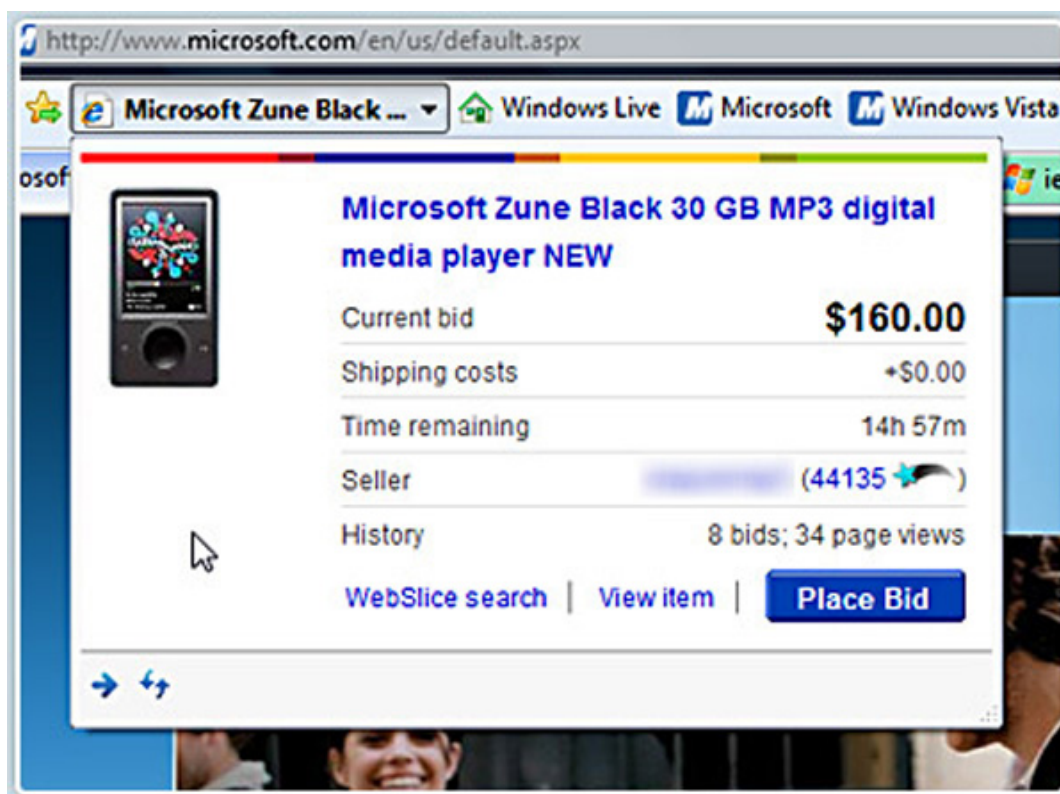 http://www.microsoft.com/en/us/default.aspx
Microsoft Zune Black ... Windows Live Microsoft Windows Vista
osof ie
Microsoft Zune Black 30 GB MP3 digital
media player NEW
Current bid $160.00
Shipping costs +$0.00
Time remaining 14h 57m
Seller (44135 )
History 8 bids; 34 page views
WebSlice search | View item | Place Bid